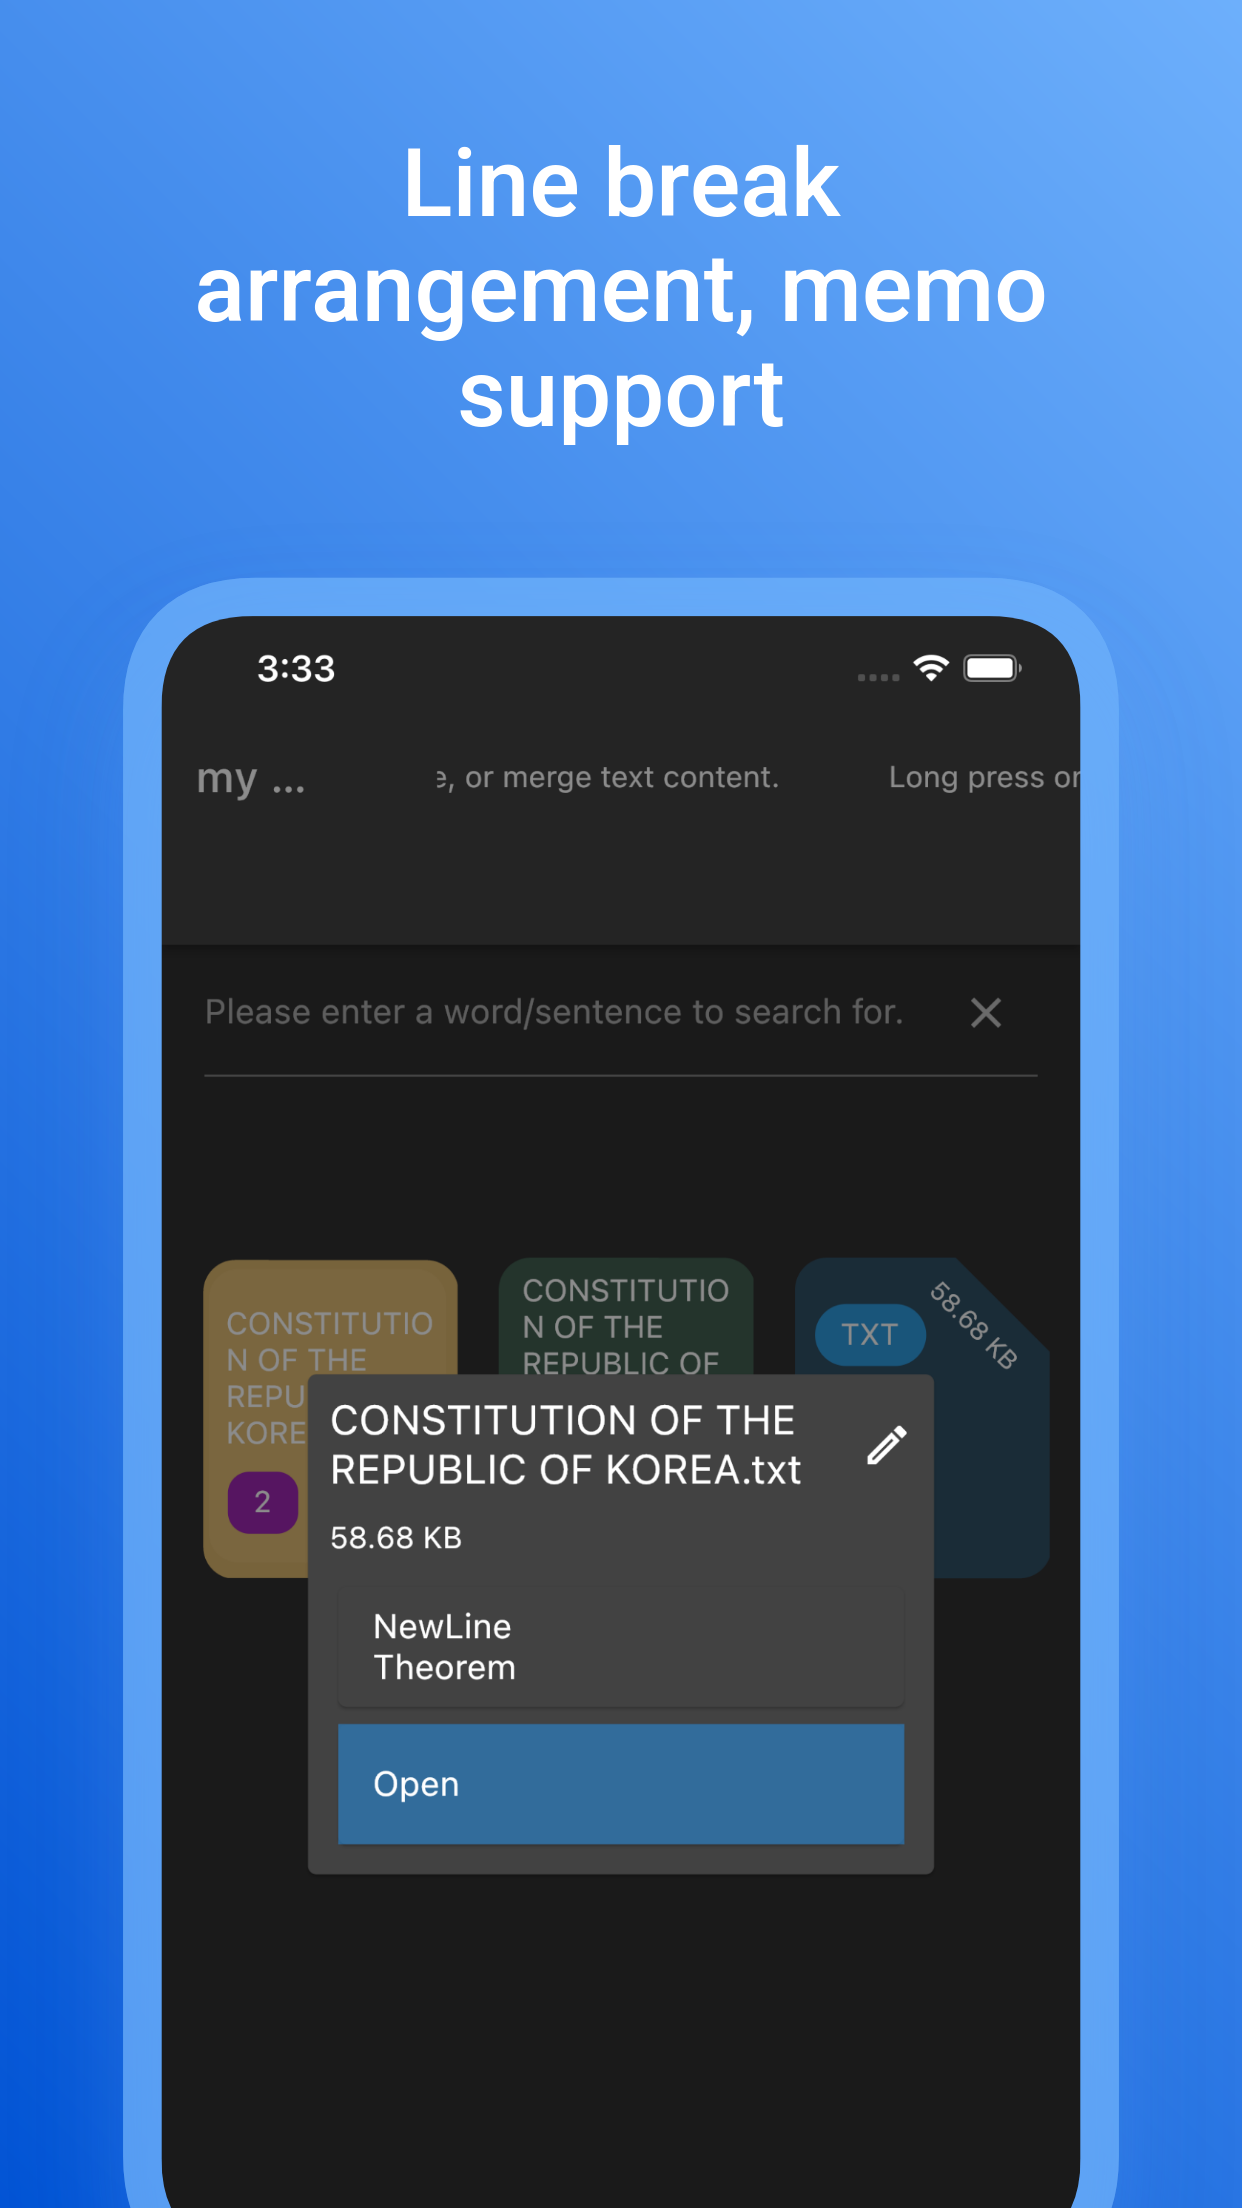 Line break
arrangement, memo
support
3:33
my ...
e, or merge text content.
Long press or
Please enter a word/sentence to search for.
CONSTITUTIO
N OF THE
REPU
KORE
2
CONSTITUTIO
N OF THE
REPUBLIC OF
TXT
58.68 KB
CONSTITUTION OF THE
REPUBLIC OF KOREA.txt
58.68 KB
NewLine
Theorem
Open